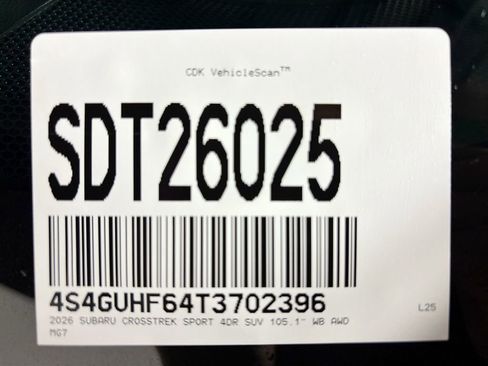 CDK VehicleScan™
SDT26025
4S4GUHF64T3702396
L25
2026 SUBARU CROSSTREK SPORT 4DR SUV 105.1" WB AWD
MG7